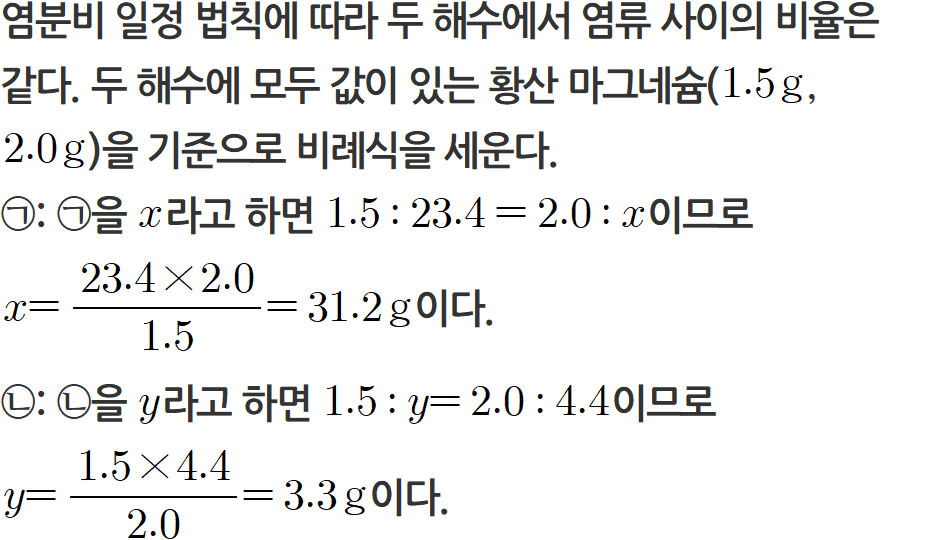 염분비 일정 법칙에 따라 두 해수에서 염류 사이의 비율은
같다. 두 해수에 모두 값이 있는 황산 마그네슘(1.5 g,
2.0 g)을 기준으로 비례식을 세운다.
㉠: ㉠을 x라고 하면 1.5 : 23.4 = 2.0 : x이므로
x = \frac{23.4×2.0}{1.5} = 31.2 g이다.
㉡: ㉡을 y라고 하면 1.5 : y = 2.0 : 4.4이므로
y = \frac{1.5×4.4}{2.0} = 3.3 g이다.